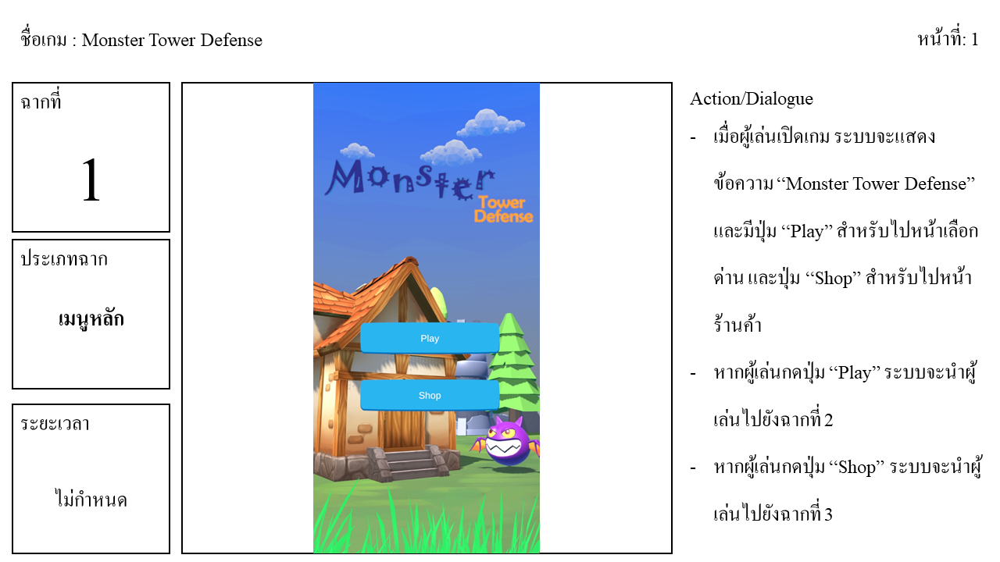 ชื่อเกม : Monster Tower Defense
หน้าที่: 1
ฉากที่
1
ประเภทฉาก
เมนูหลัก
ระยะเวลา
ไม่กำหนด
Monster
Tower
Defense
Play
Shop
Action/Dialogue
- เมื่อผู้เล่นเปิดเกม ระบบจะแสดง
ข้อความ “Monster Tower Defense”
และมีปุ่ม “Play” สำหรับไปหน้าเลือก
ด่าน และปุ่ม “Shop” สำหรับไปหน้า
ร้านค้า
- หากผู้เล่นกดปุ่ม “Play” ระบบจะนำผู้
เล่นไปยังฉากที่ 2
- หากผู้เล่นกดปุ่ม “Shop” ระบบจะนำผู้
เล่นไปยังฉากที่ 3